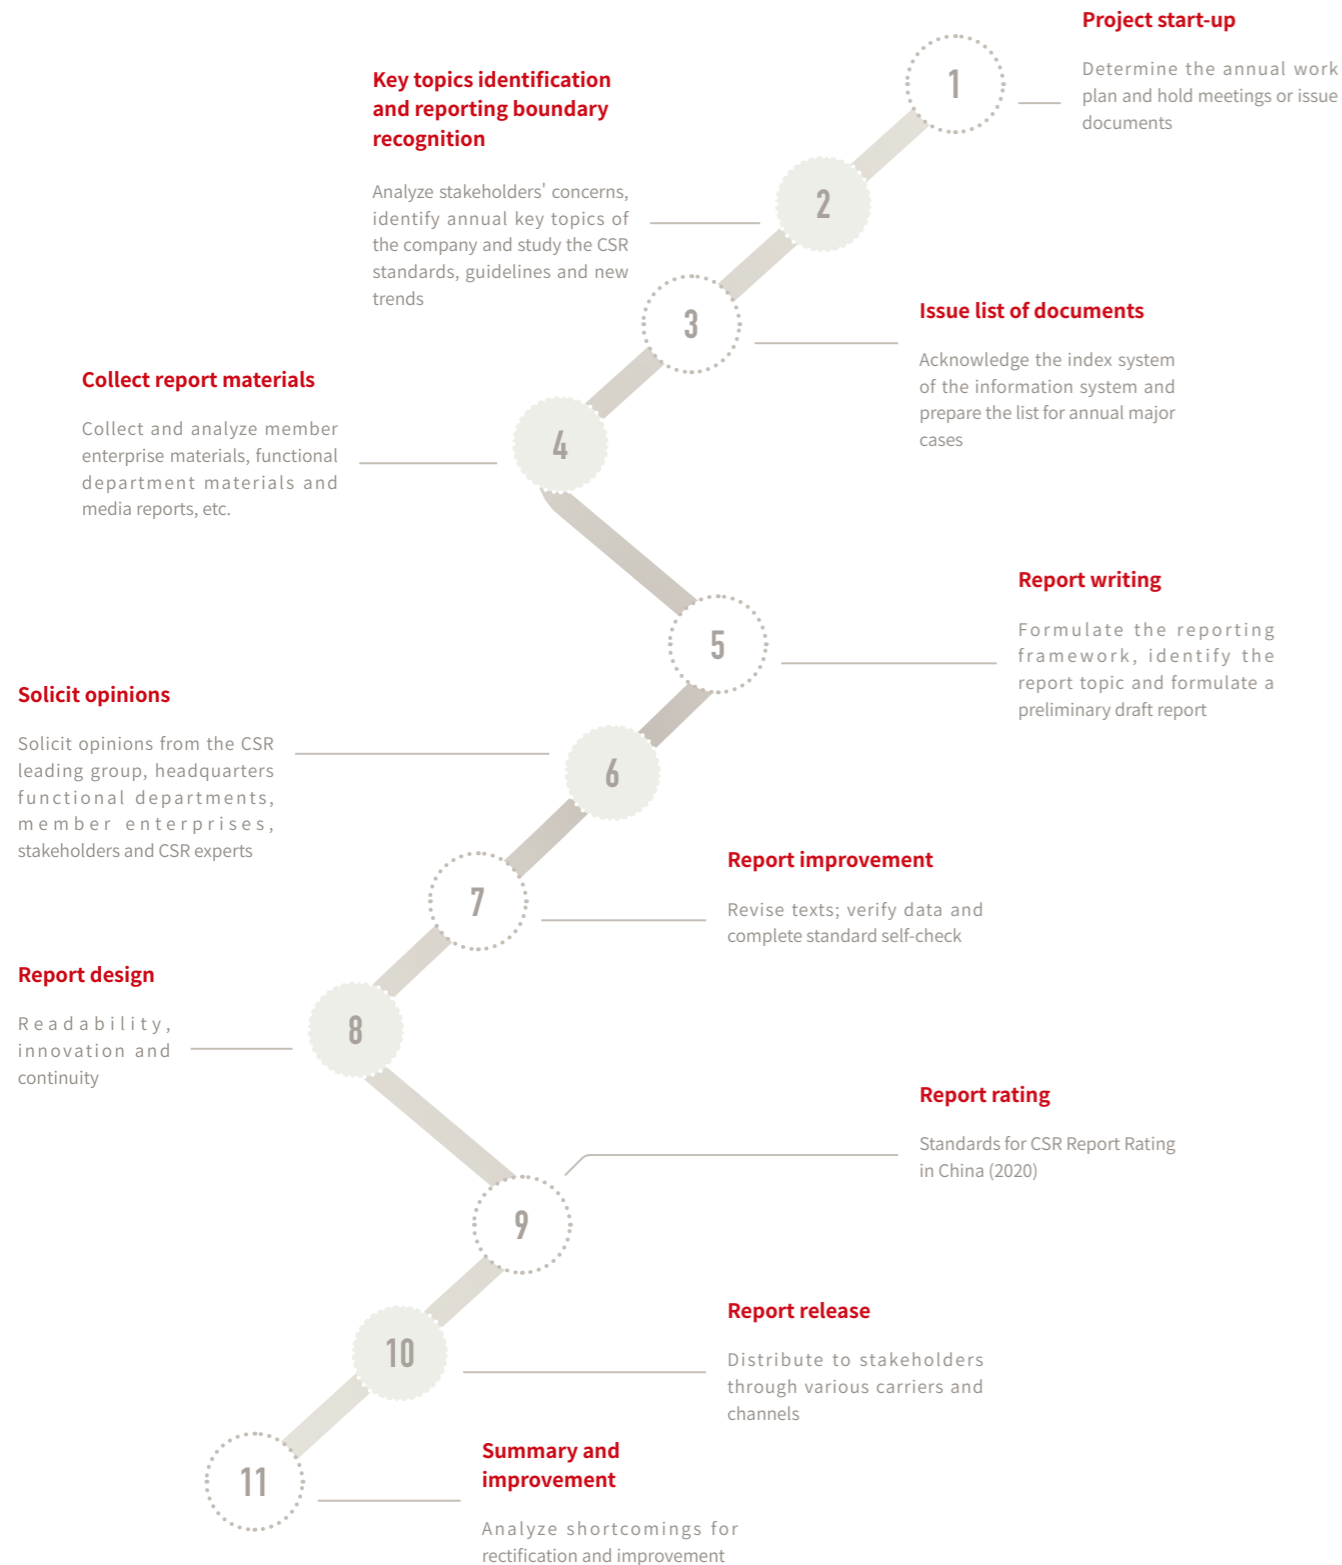 1
Project start-up
Determine the annual work
plan and hold meetings or issue
documents
2
Key topics identification
and reporting boundary
recognition
Analyze stakeholders' concerns,
identify annual key topics of
the company and study the CSR
standards, guidelines and new
trends
3
Issue list of documents
Acknowledge the index system
of the information system and
prepare the list for annual major
cases
4
Collect report materials
Collect and analyze member
enterprise materials, functional
department materials and
media reports, etc.
5
Report writing
Formulate the reporting
framework, identify the
report topic and formulate a
preliminary draft report
6
Solicit opinions
Solicit opinions from the CSR
leading group, headquarters
functional departments,
member enterprises,
stakeholders and CSR experts
7
Report improvement
Revise texts; verify data and
complete standard self-check
8
Report design
Readability,
innovation and
continuity
9
Report rating
Standards for CSR Report Rating
in China (2020)
10
Report release
Distribute to stakeholders
through various carriers and
channels
11
Summary and
improvement
Analyze shortcomings for
rectification and improvement